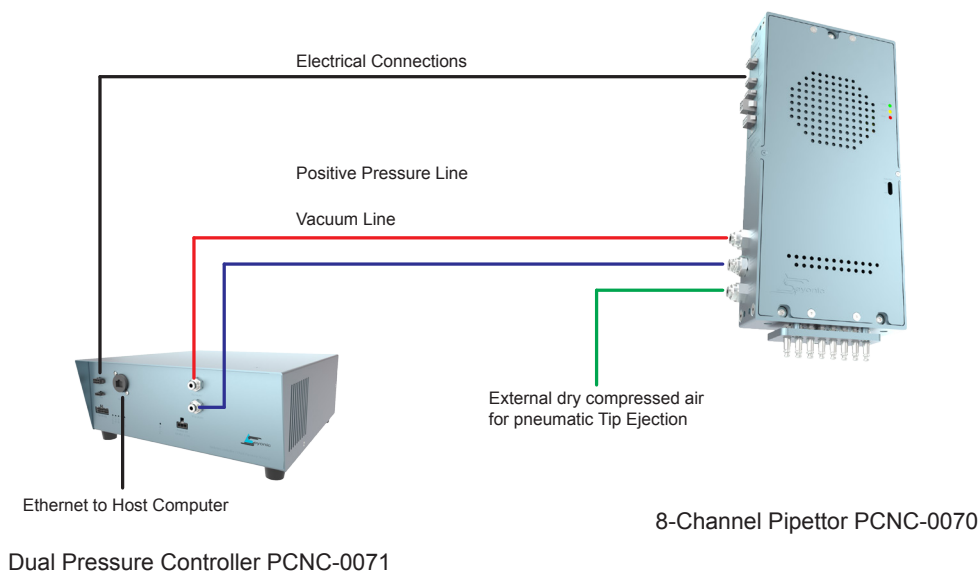 Electrical Connections
Positive Pressure Line
Vacuum Line
External dry compressed air
for pneumatic Tip Ejection
Ethernet to Host Computer
8-Channel Pipettor PCNC-0070
Dual Pressure Controller PCNC-0071